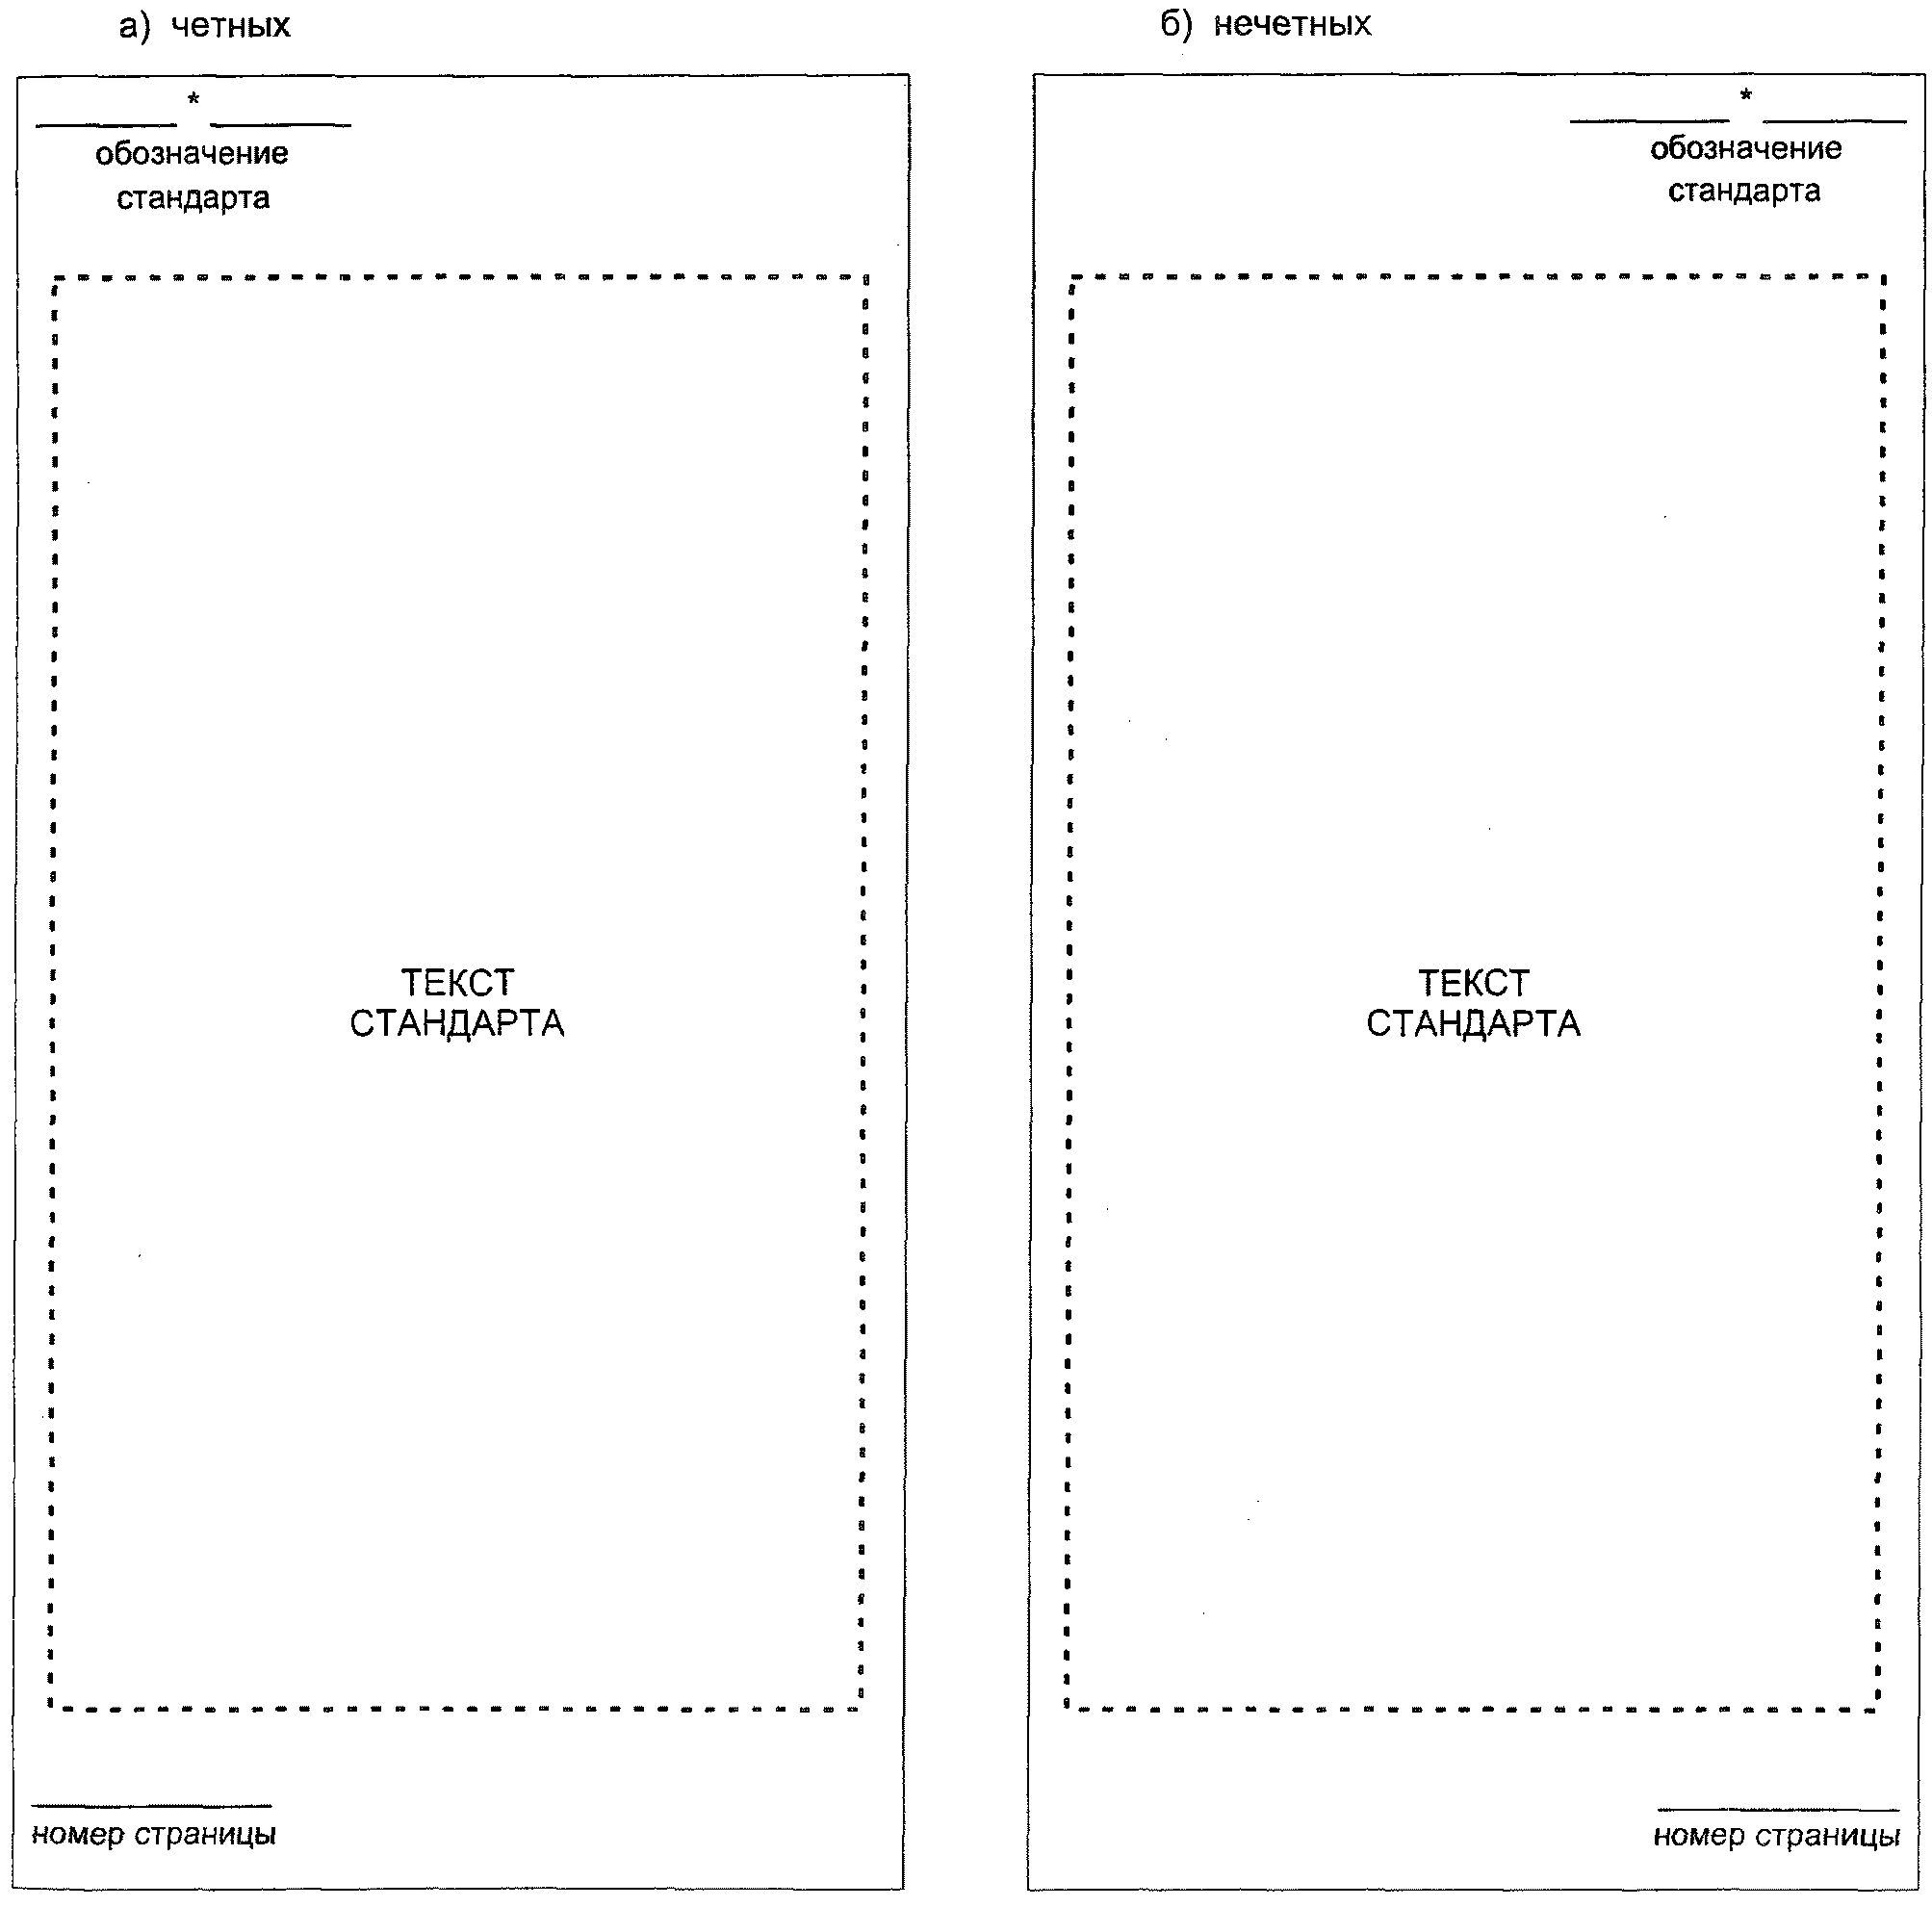 а) четных
*
обозначение
стандарта
ТЕКСТ
СТАНДАРТА
номер страницы
б) нечетных
*
обозначение
стандарта
ТЕКСТ
СТАНДАРТА
номер страницы